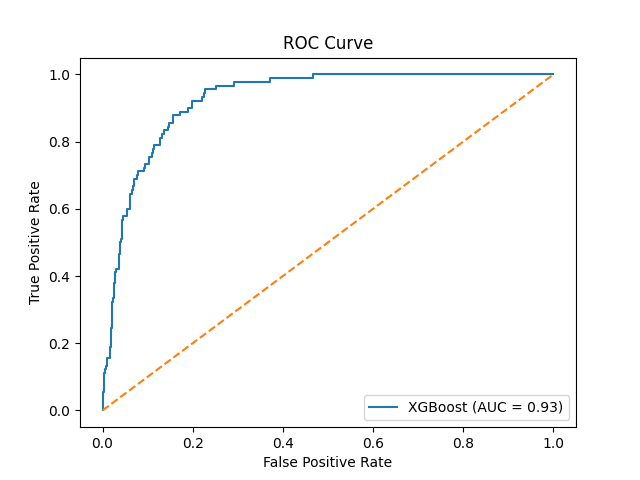 ROC Curve
1.0
0.8
0.6
0.4
0.2
0.0
True Positive Rate
0.0 0.2 0.4 0.6 0.8 1.0
False Positive Rate
XGBoost (AUC = 0.93)